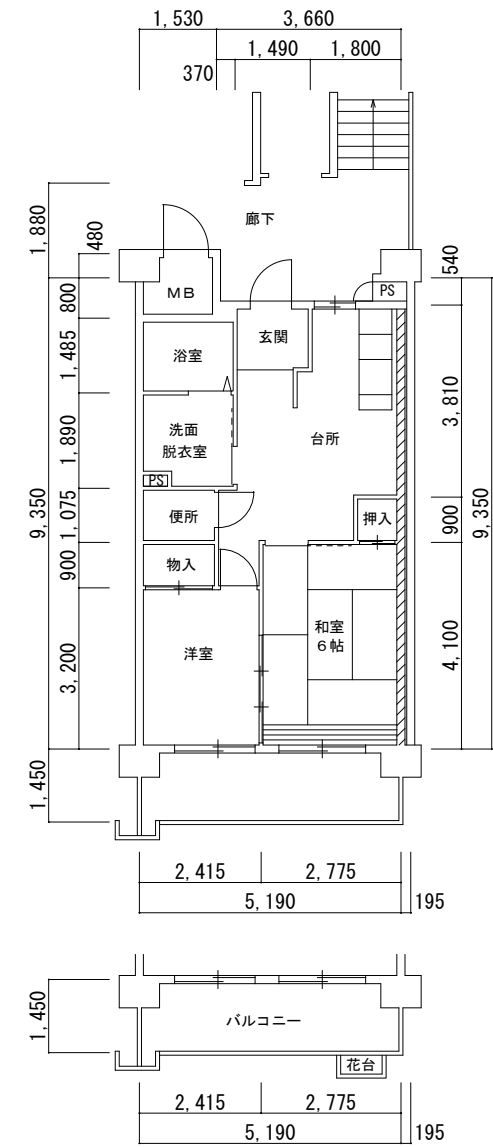 1,530
3,660
1,490
1,800
370
廊下
1,880
480
540
MB
PS
800
玄関
浴室
1,485
3,810
洗面
脱衣室
台所
1,890
PS
9,350
9,350
便所
1,075
押入
900
物入
900
和室
6帖
洋室
3,200
4,100
1,450
2,415
2,775
5,190
195
1,450
バルコニー
花台
2,415
2,775
5,190
195